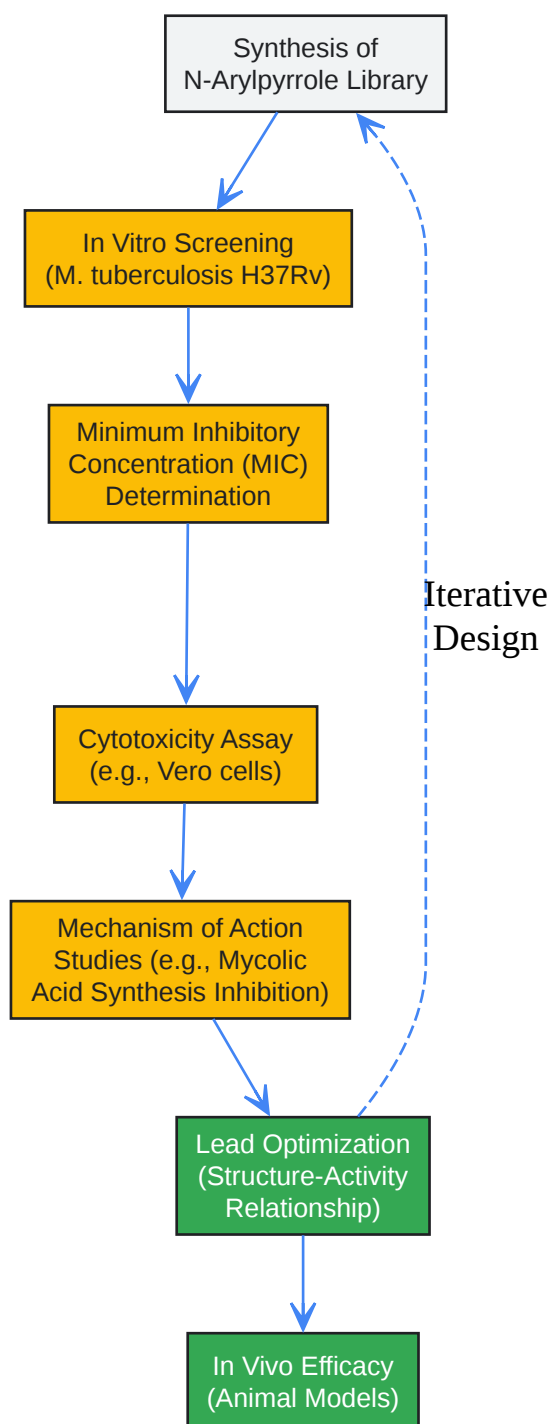 Synthesis of
N-Arylpyrrole Library
In Vitro Screening
(M. tuberculosis H37Rv)
Minimum Inhibitory
Concentration (MIC)
Determination
Iterative
Design
Cytotoxicity Assay
(e.g., Vero cells)
Mechanism of Action
Studies (e.g., Mycolic
Acid Synthesis Inhibition)
Lead Optimization
(Structure-Activity
Relationship)
In Vivo Efficacy
(Animal Models)